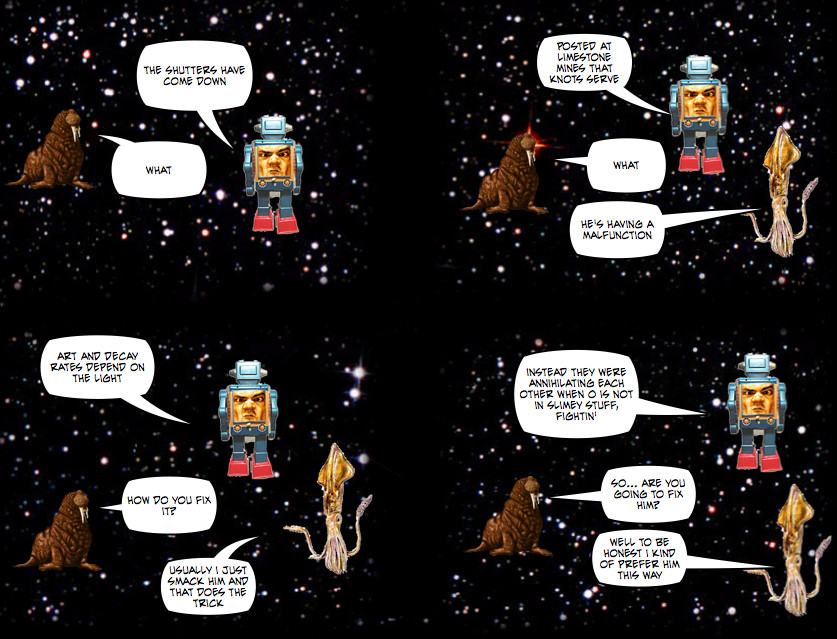 THE SHUTTERS HAVE
COME DOWN
WHAT
POSTED AT
LIMESTONE
MINES THAT
KNOTS SERVE
WHAT
HE'S HAVING A
MALFUNCTION
ART AND DECAY
RATES DEPEND ON
THE LIGHT
HOW DO YOU FIX
IT?
USUALLY I JUST
SMACK HIM AND
THAT DOES THE
TRICK
INSTEAD THEY WERE
ANNIHILATING EACH
OTHER WHEN O IS NOT
IN SLIMEY STUFF,
FIGHTIN'
SO... ARE YOU
GOING TO FIX
HIM?
WELL TO BE
HONEST I KIND
OF PREFER HIM
THIS WAY